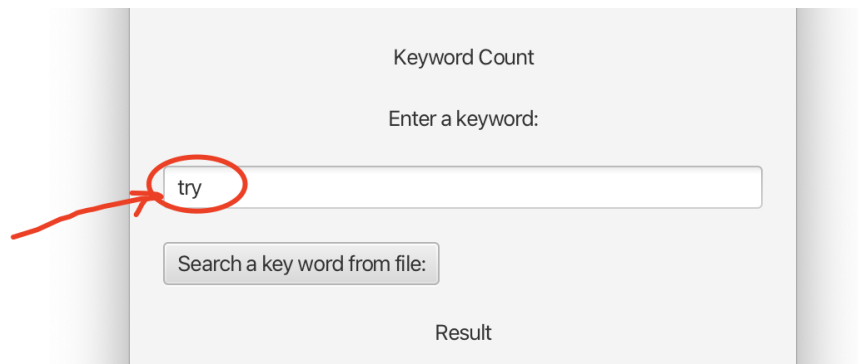 Keyword Count
Enter a keyword:
try
Search a key word from file:
Result